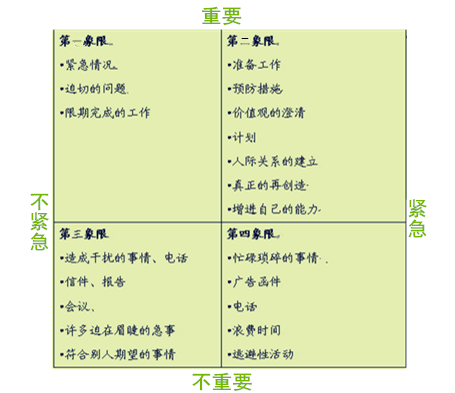 重要
第一象限。
•紧急情况。
•迫切的问题.
•限期完成的工作
第二象限。
•准备工作
•预防措施
•价值观的澄清
•计划
•人际关系的建立
•真正的再创造.
•增进自己的能力.
不紧急
紧急
第三象限.
•造成干扰的事情、电话
•信件、报告
•会议、
•许多迫在眉睫的急事
•符合别人期望的事情
第四象限.
•忙碌琐碎的事情.
•广告函件
•电话
•浪费时间
•逃避性活动
不重要